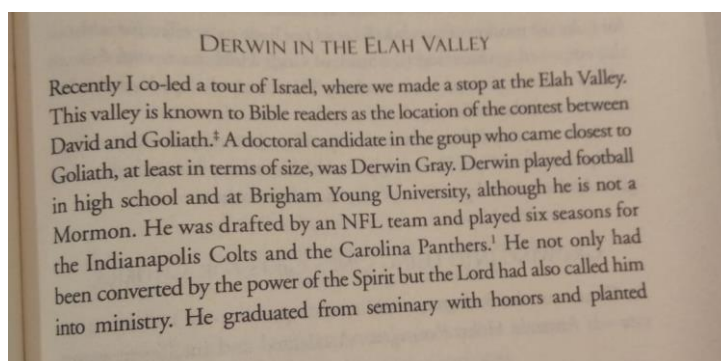 DERWIN IN THE ELAH VALLEY
Recently I co-led a tour of Israel, where we made a stop at the Elah Valley.
This valley is known to Bible readers as the location of the contest between
David and Goliath.‡ A doctoral candidate in the group who came closest to
Goliath, at least in terms of size, was Derwin Gray. Derwin played football
in high school and at Brigham Young University, although he is not a
Mormon. He was drafted by an NFL team and played six seasons for
the Indianapolis Colts and the Carolina Panthers.¹ He not only had
been converted by the power of the Spirit but the Lord had also called him
into ministry. He graduated from seminary with honors and planted